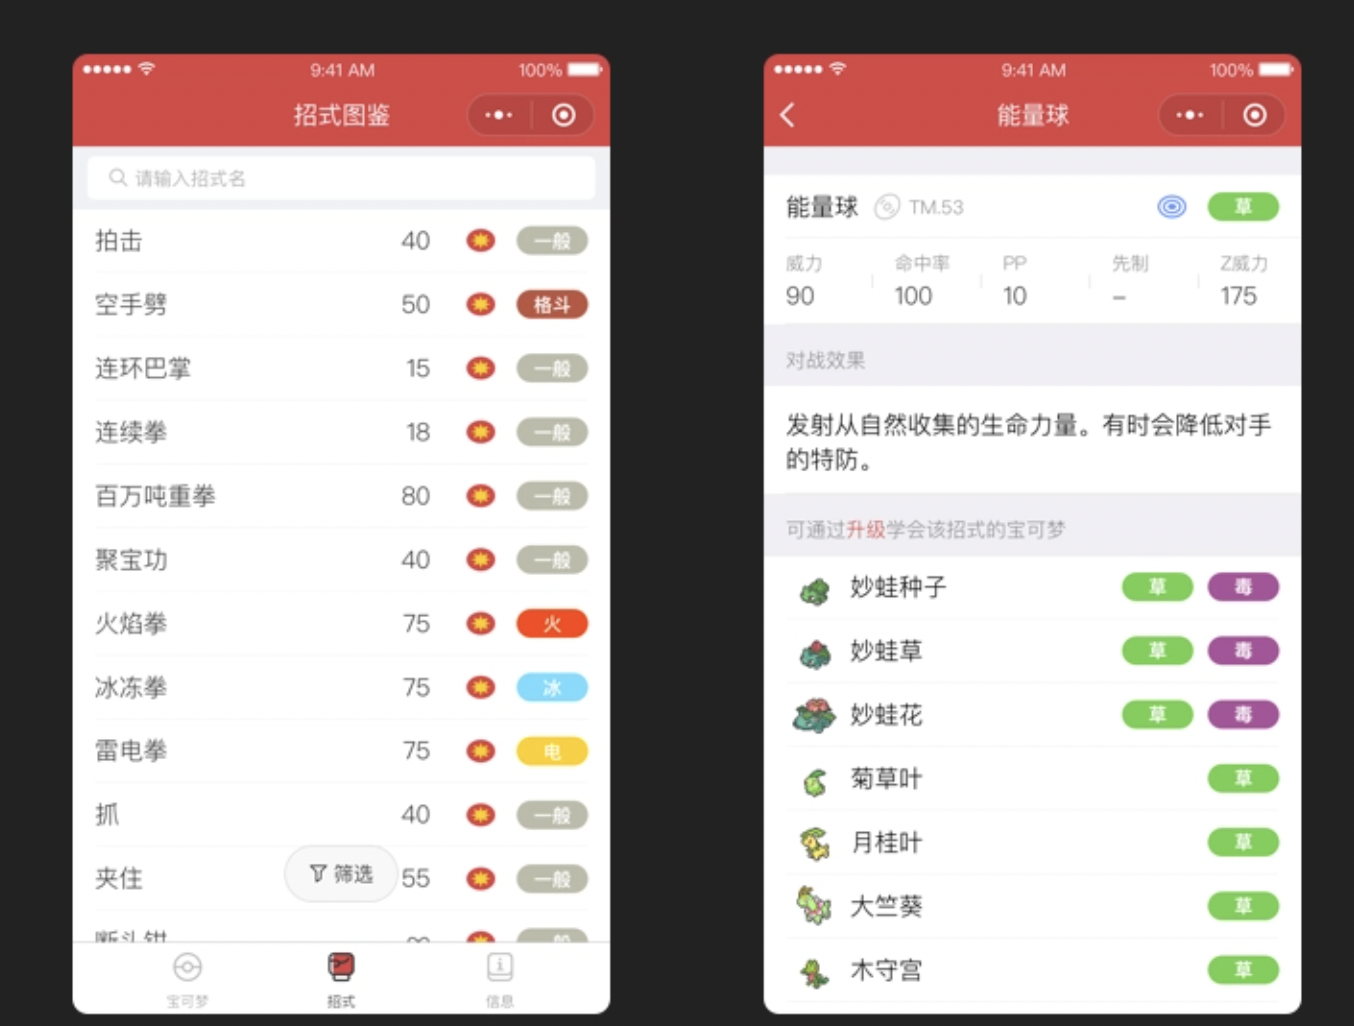 9:41 AM
100%
招式图鉴
请输入招式名
拍击 40 一般
空手劈 50 格斗
连环巴掌 15 一般
连续拳 18 一般
百万吨重拳 80 一般
聚宝功 40 一般
火焰拳 75 火
冰冻拳 75 冰
雷电拳 75 电
抓 40 一般
夹住 55 一般
筛选
断头钳 ∞ 一般
宝可梦 招式 信息
9:41 AM
100%
能量球
能量球 TM.53 草
威力 命中率 PP 先制 Z威力
90 100 10 – 175
对战效果
发射从自然收集的生命力量。有时会降低对手
的特防。
可通过升级学会该招式的宝可梦
妙蛙种子 草 毒
妙蛙草 草 毒
妙蛙花 草 毒
菊草叶 草
月桂叶 草
大竺葵 草
木守宫 草